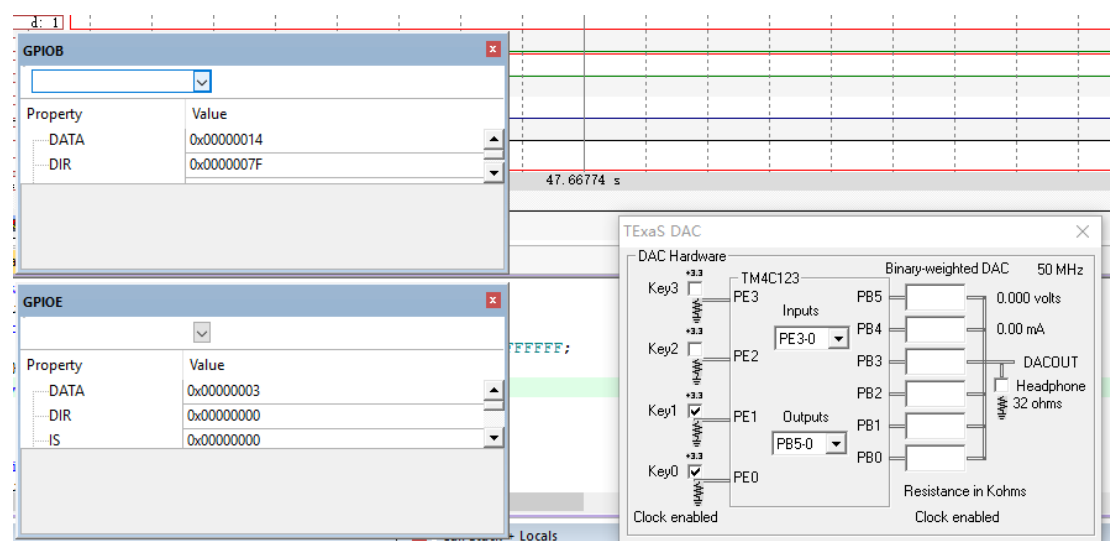 d: 1
GPIOB
Property Value
DATA 0x00000014
DIR 0x0000007F
47.66774 s
GPIOE
Property Value
DATA 0x00000003
DIR 0x00000000
IS 0x00000000
FFFFFF;
+ Locals
TExaS DAC
DAC Hardware
+3.3
Key3
PE3
+3.3
Key2
PE2
+3.3
Key1
PE1
+3.3
Key0
PE0
Clock enabled
TM4C123
Inputs
PE3-0
Outputs
PB5-0
Binary-weighted DAC 50 MHz
PB5
0.000 volts
PB4
0.00 mA
PB3
DACOUT
PB2
Headphone
32 ohms
PB1
PB0
Resistance in Kohms
Clock enabled